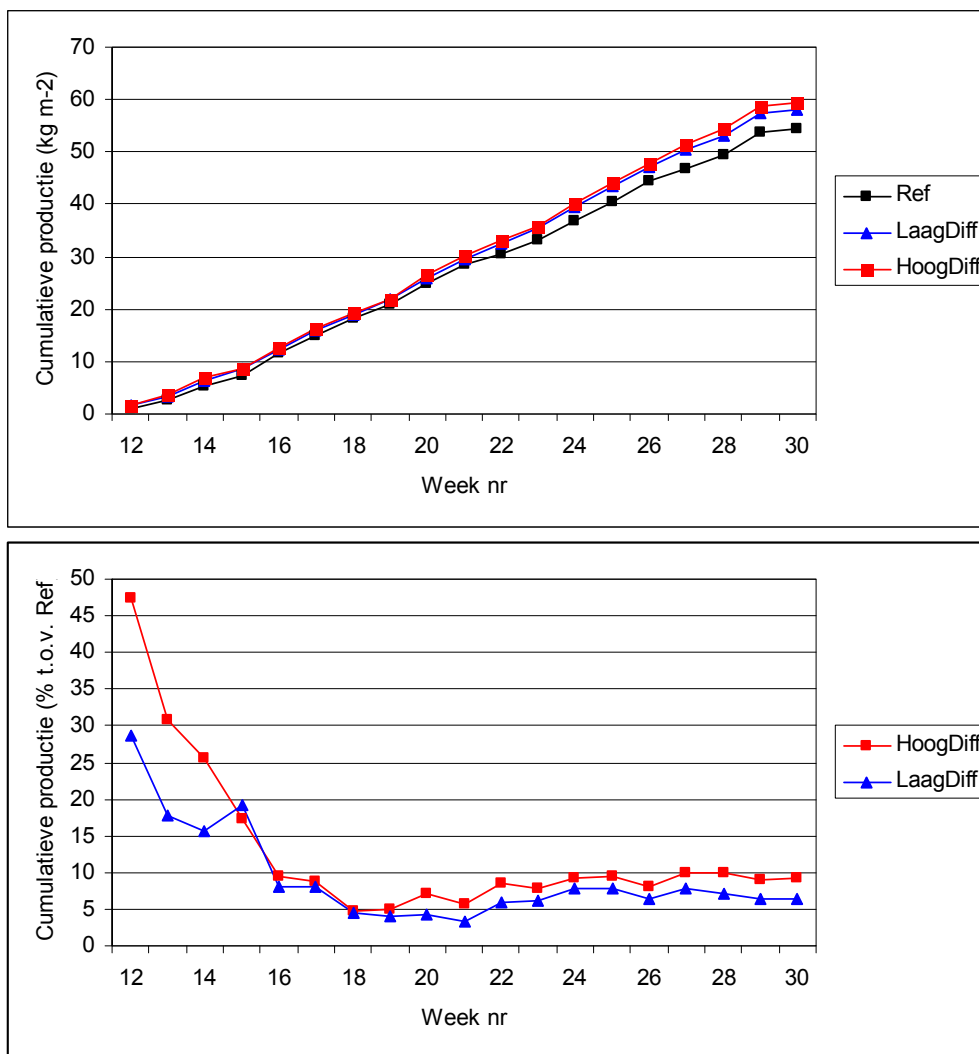 70
60
50
40
30
20
10
0
Cumulatieve productie (kg m-2)
12 14 16 18 20 22 24 26 28 30
Week nr
Ref
LaagDiff
HoogDiff
50
45
40
35
30
25
20
15
10
5
0
Cumulatieve productie (% t.o.v. Ref
12 14 16 18 20 22 24 26 28 30
Week nr
HoogDiff
LaagDiff